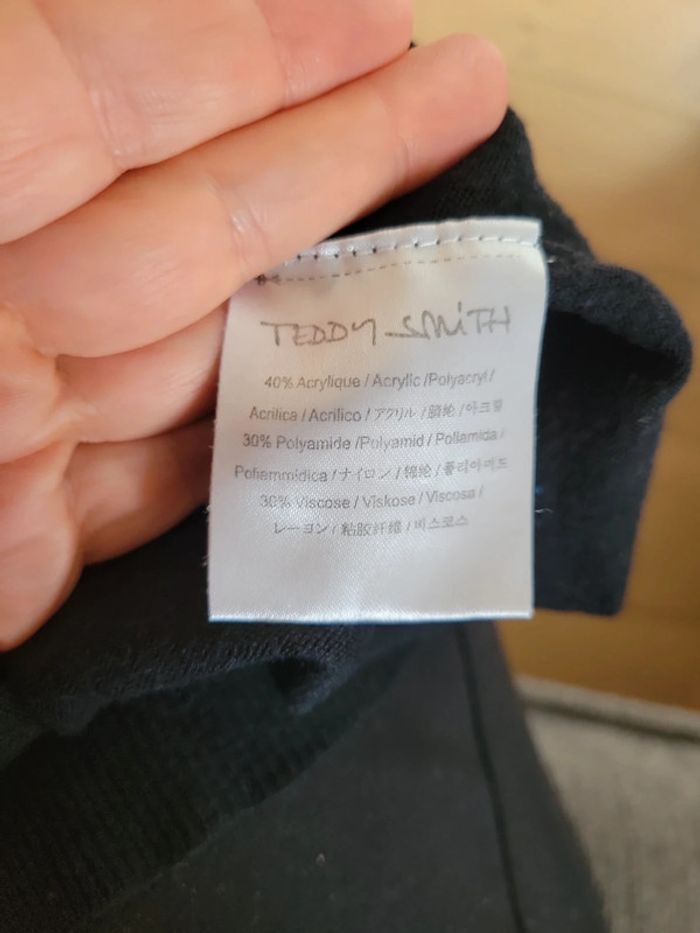 TEDDY SMITH
40% Acrylique / Acrylic /Polyacryl /
Acrilica / Acrilico / アクリル / 腈纶 /아크릴
30% Polyamide /Polyamid / Poliamida /
Poliammidica / ナイロン / 锦纶 / 폴리아미드
30% Viscose / Viskose / Viscosa /
レーヨン / 粘胶纤维 / 비스코스